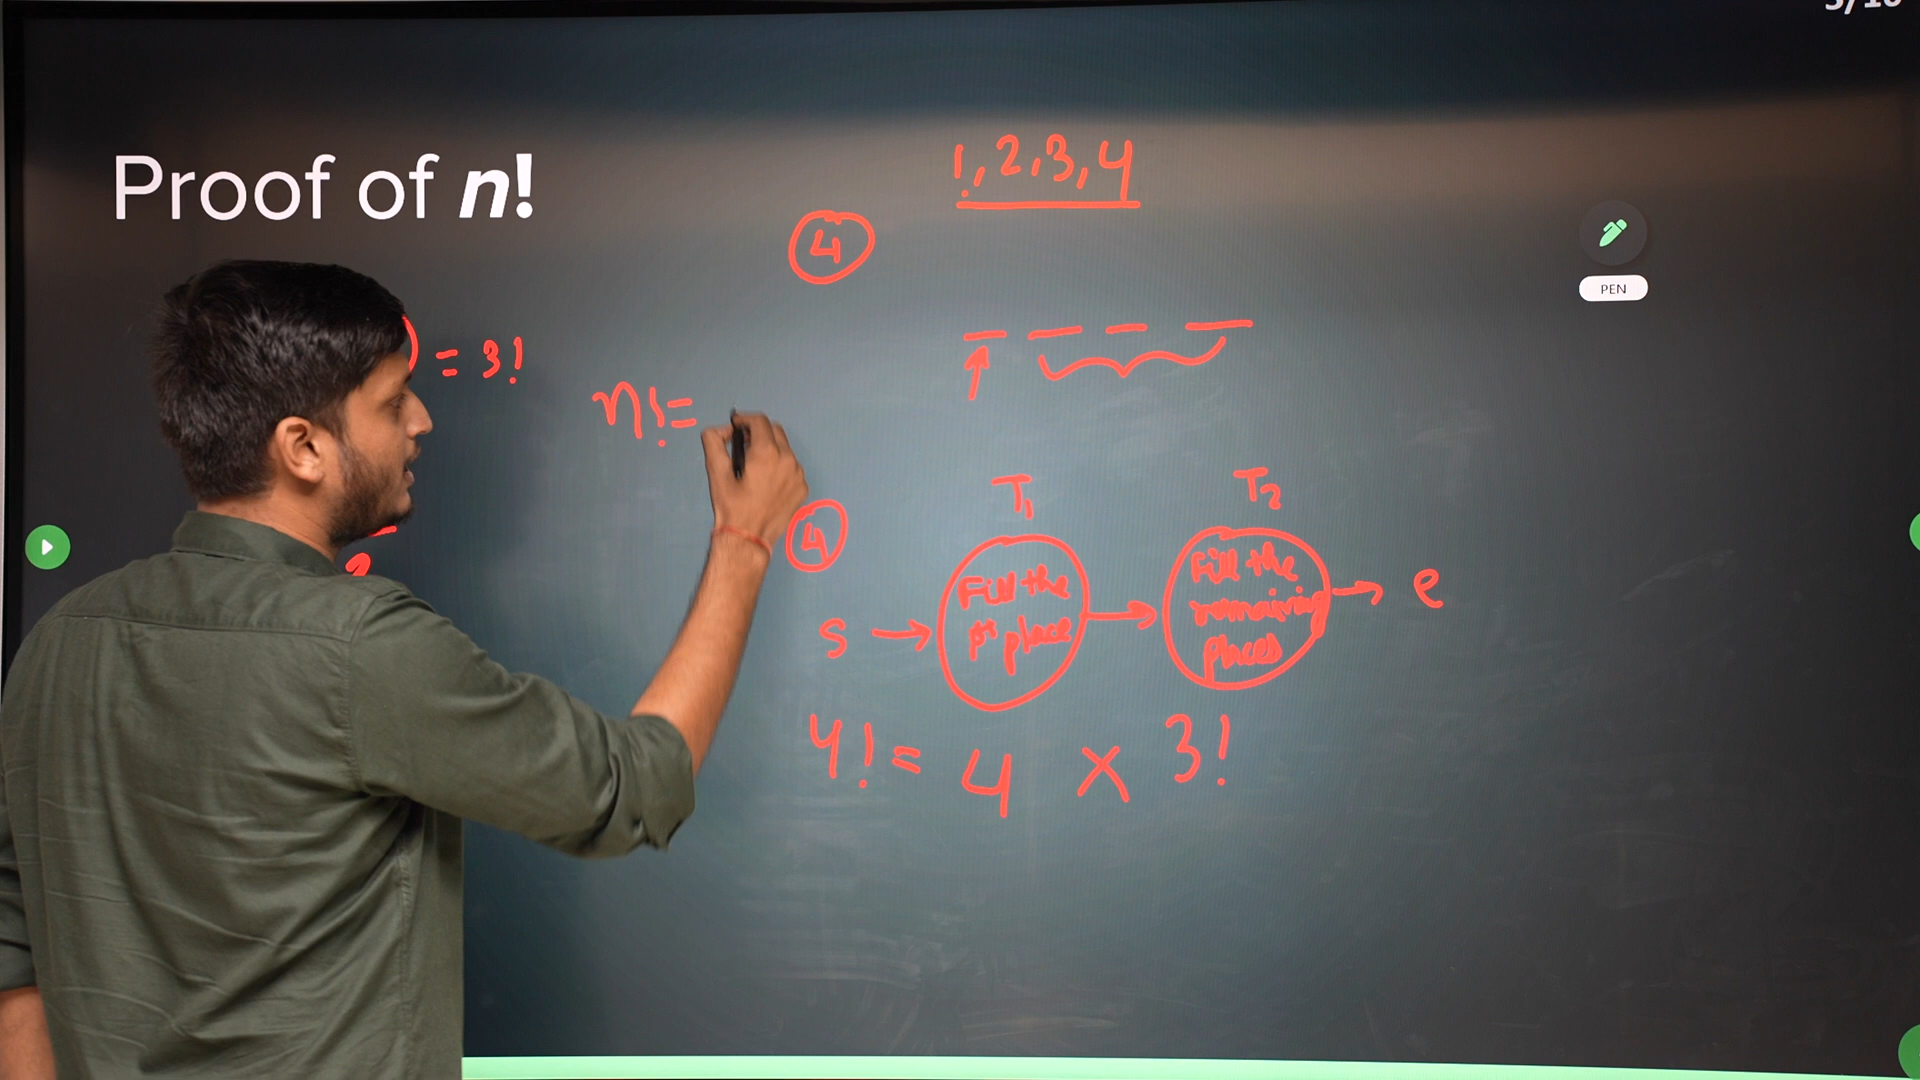 Proof of n!
1, 2, 3, 4
4
PEN
= 3!
n! =
T1 T2
4
S → Fill the 1st place → Fill the remaining places → e
4! = 4 × 3!